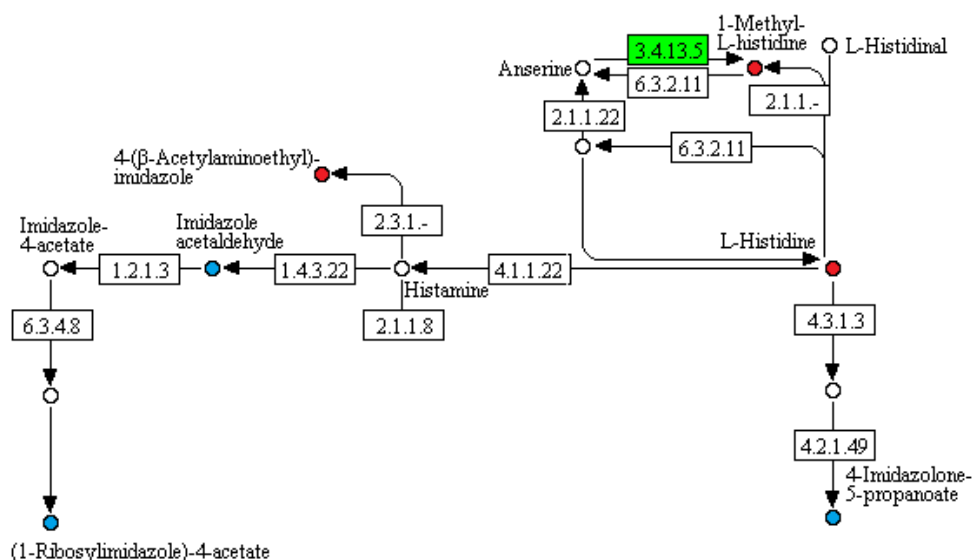 1-Methyl-
L-histidine
L-Histidinal
3.4.13.5
Anserine
6.3.2.11
2.1.1.-
2.1.1.22
6.3.2.11
4-(β-Acetylaminoethyl)-
imidazole
2.3.1.-
Imidazole-
4-acetate
Imidazole
acetaldehyde
L-Histidine
1.2.1.3
1.4.3.22
4.1.1.22
Histamine
6.3.4.8
2.1.1.8
4.3.1.3
4.2.1.49
4-Imidazolone-
5-propanoate
(1-Ribosylimidazole)-4-acetate